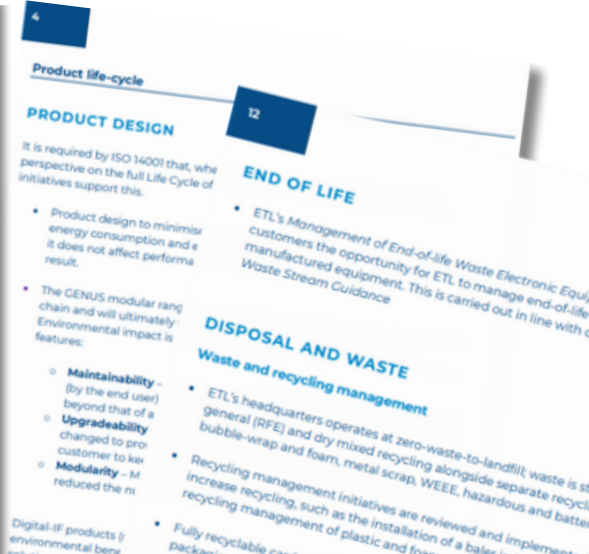 4
Product life-cycle
PRODUCT DESIGN
It is required by ISO 14001 that, whe
perspective on the full Life Cycle of
initiatives support this.
• Product design to minimise
energy consumption and e
it does not affect performa
result.
• The GENUS modular rang
chain and will ultimately
Environmental impact is
features:
o Maintainability –
(by the end user)
beyond that of a
o Upgradeability
changed to pro
customer to ke
o Modularity – M
reduced the n
Digital-IF products (
environmental bene
12
END OF LIFE
• ETL's Management of End-of-life Waste Electronic Equi
customers the opportunity for ETL to manage end-of-life
manufactured equipment. This is carried out in line with
Waste Stream Guidance
DISPOSAL AND WASTE
Waste and recycling management
• ETL's headquarters operates at zero-waste-to-landfill; waste is st
general (RFE) and dry mixed recycling alongside separate recycli
bubble-wrap and foam, metal scrap, WEEE, hazardous and batter
• Recycling management initiatives are reviewed and impleme
increase recycling, such as the installation of a baler
recycling management of plastic and foam
• Fully recyclable